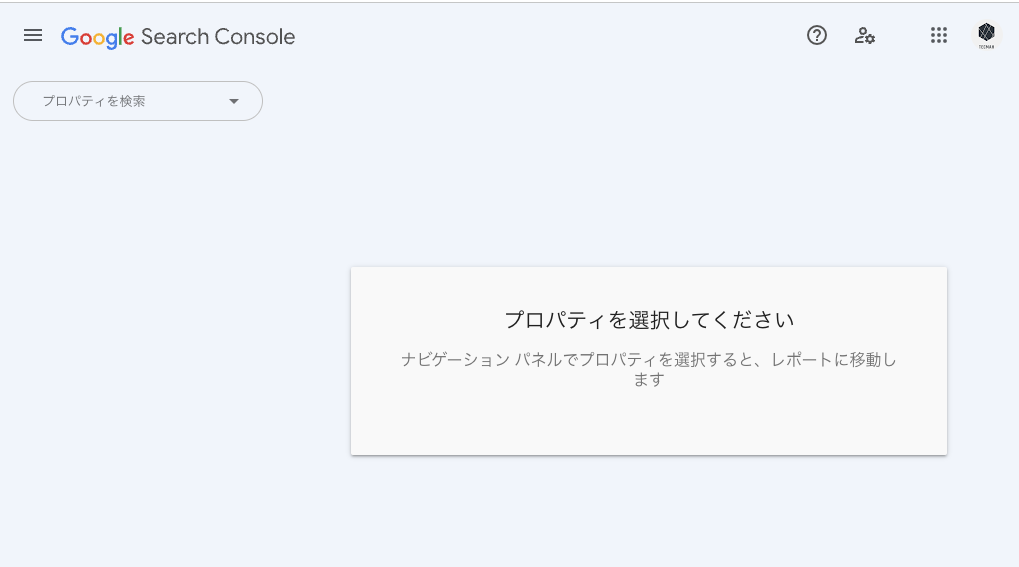 Google Search Console
TECMAN
プロパティを検索
プロパティを選択してください
ナビゲーション パネルでプロパティを選択すると、レポートに移動し
ます